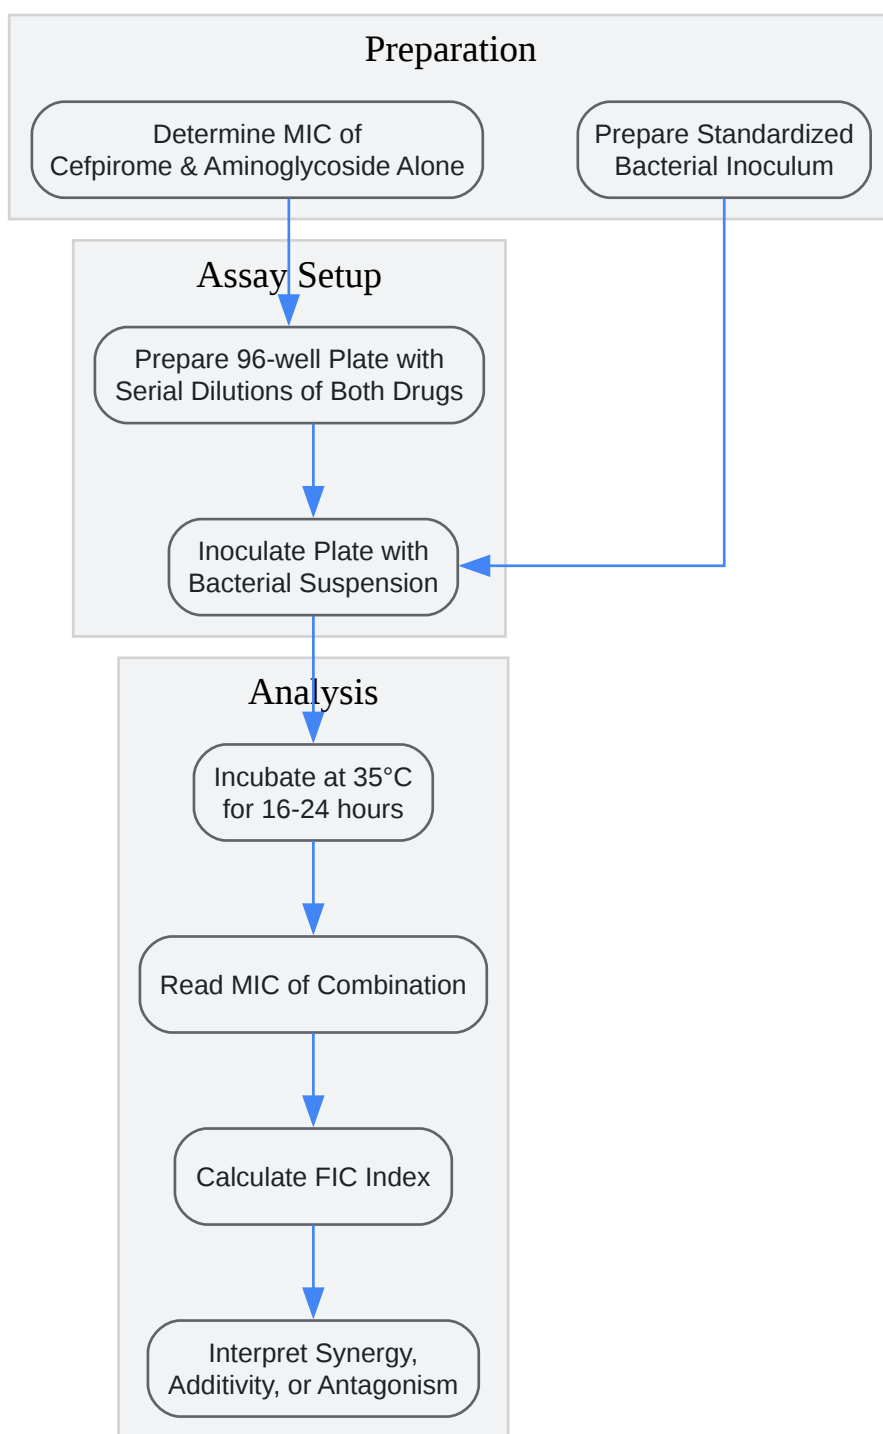 Preparation
Determine MIC of
Cefpirome & Aminoglycoside Alone
Prepare Standardized
Bacterial Inoculum
Assay Setup
Prepare 96-well Plate with
Serial Dilutions of Both Drugs
Inoculate Plate with
Bacterial Suspension
Analysis
Incubate at 35°C
for 16-24 hours
Read MIC of Combination
Calculate FIC Index
Interpret Synergy,
Additivity, or Antagonism